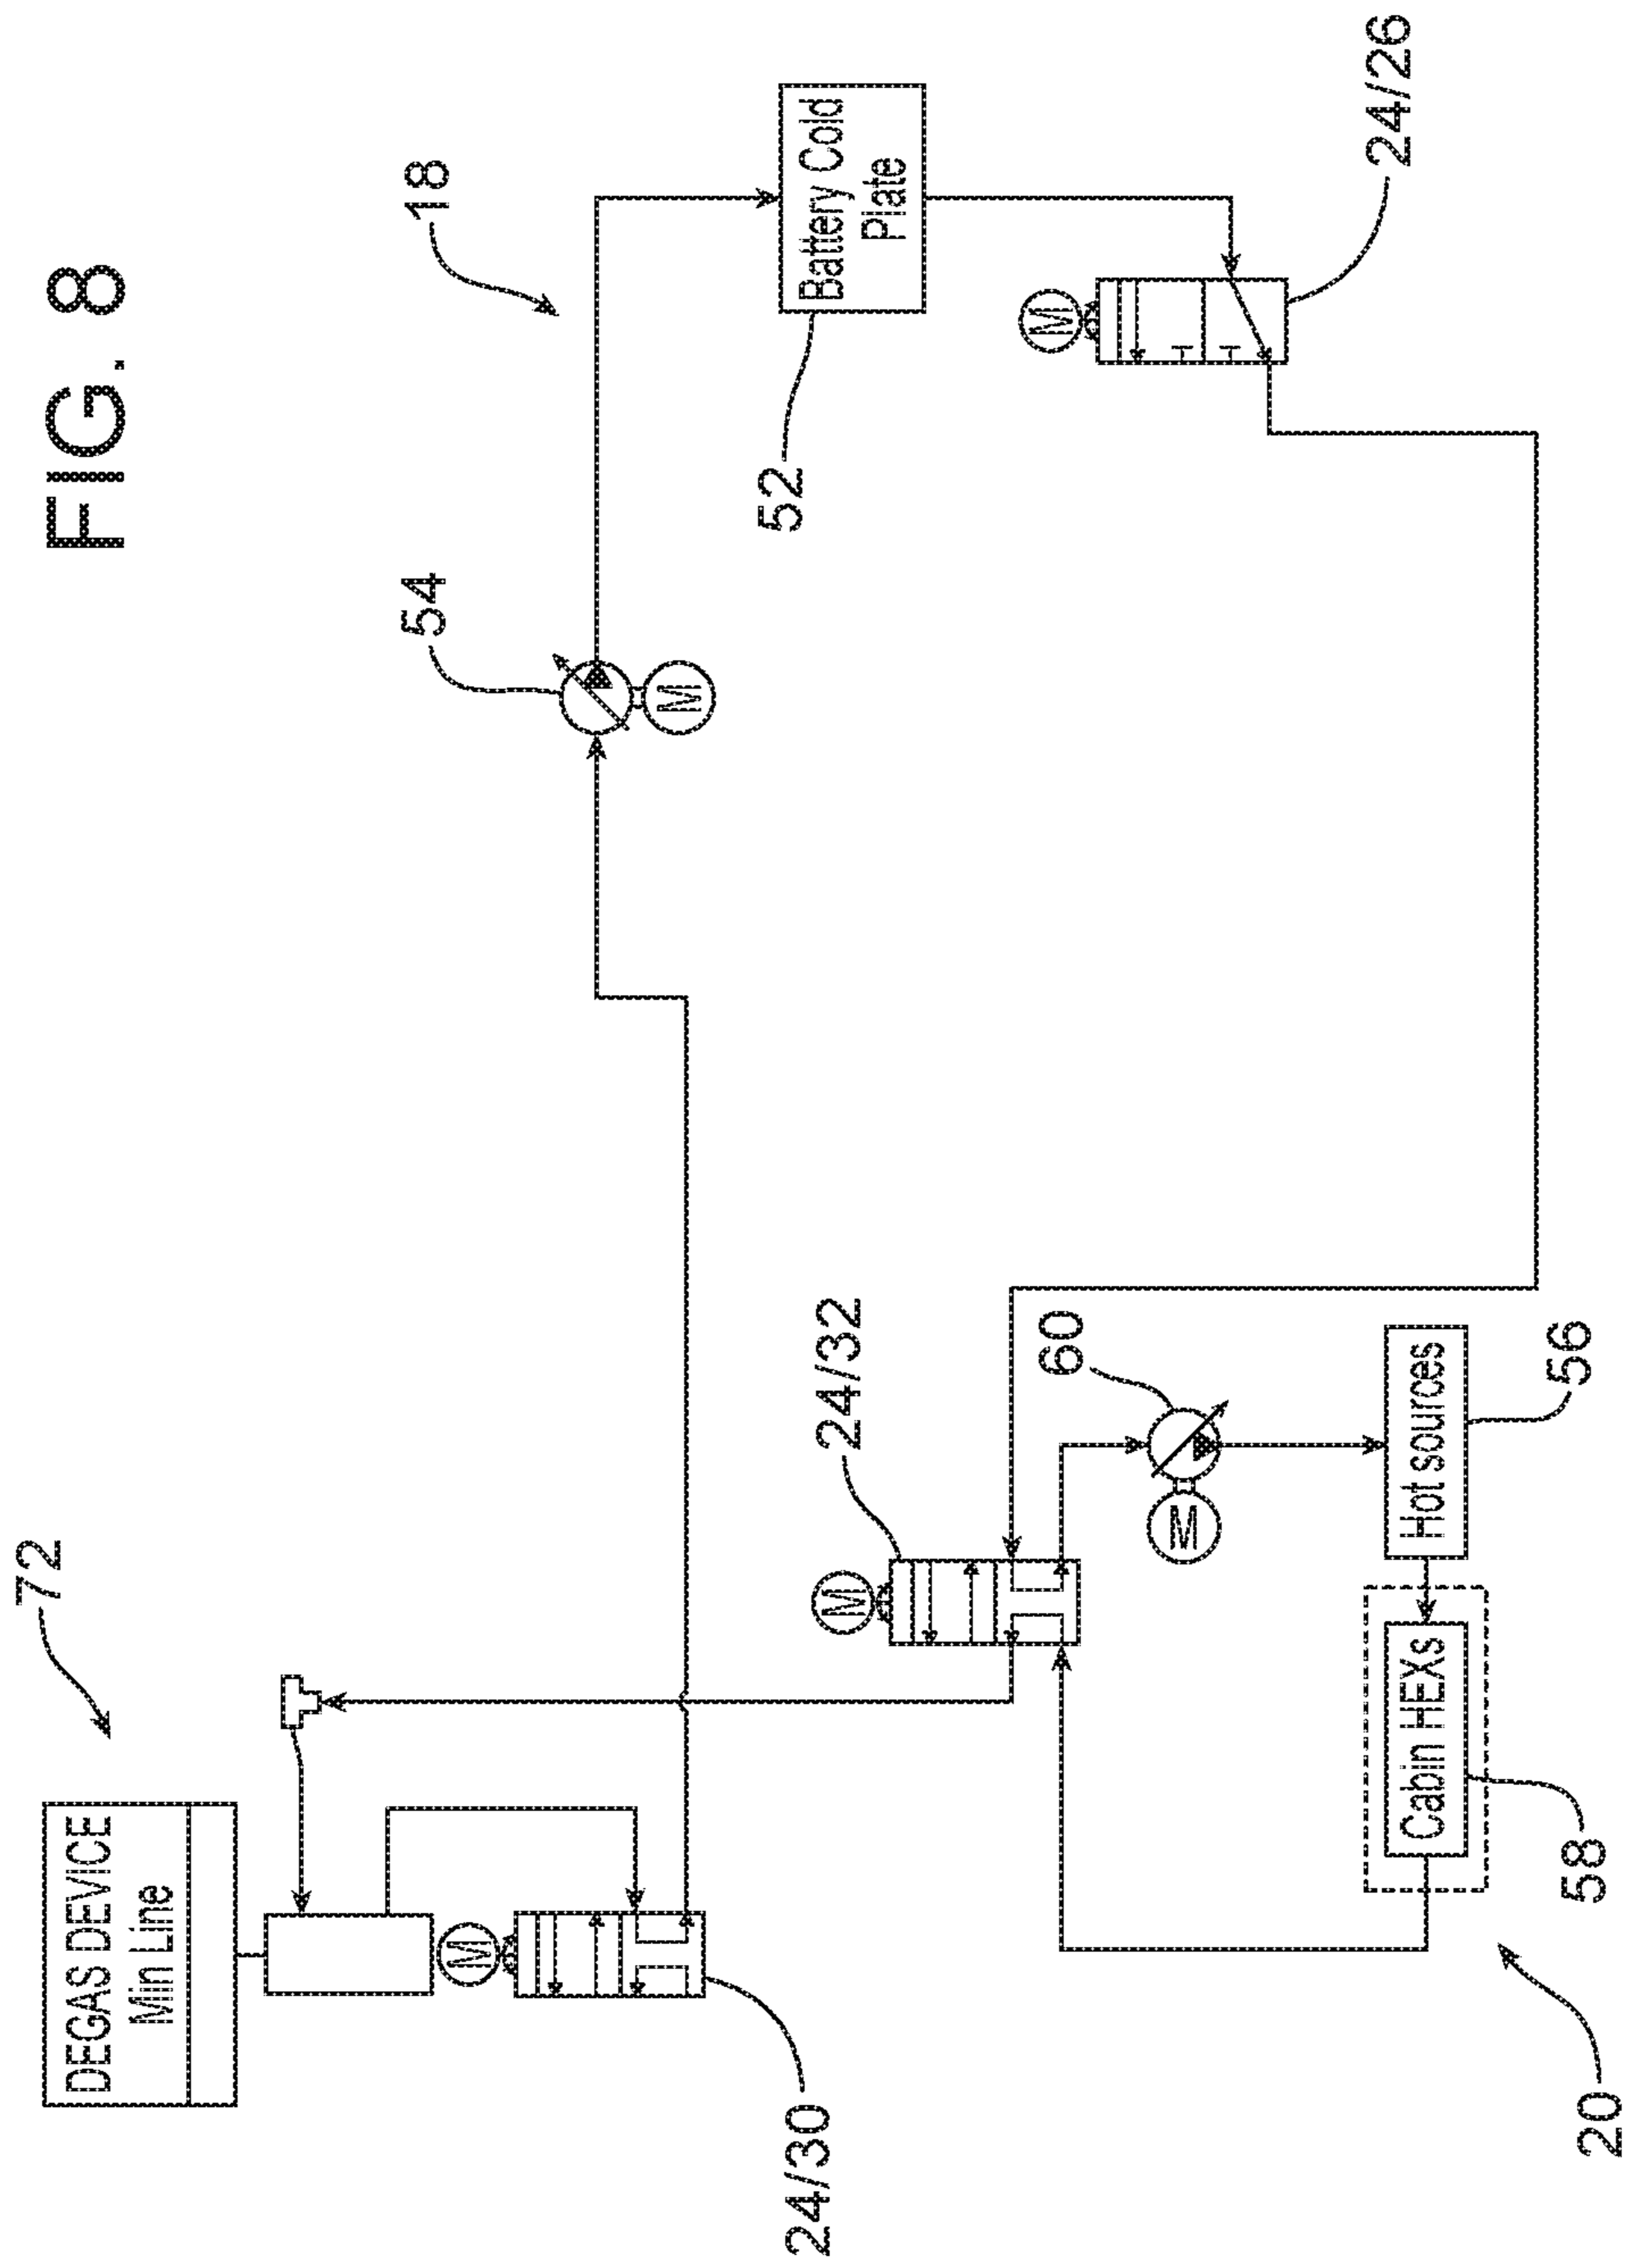 FIG. 8
72
DEGAS DEVICE
Min Line
M
24/30
54
M
18
Battery Cold
Plate
52
M
24/26
M
24/32
60
M
Hot sources
56
Cabin HEXs
58
20